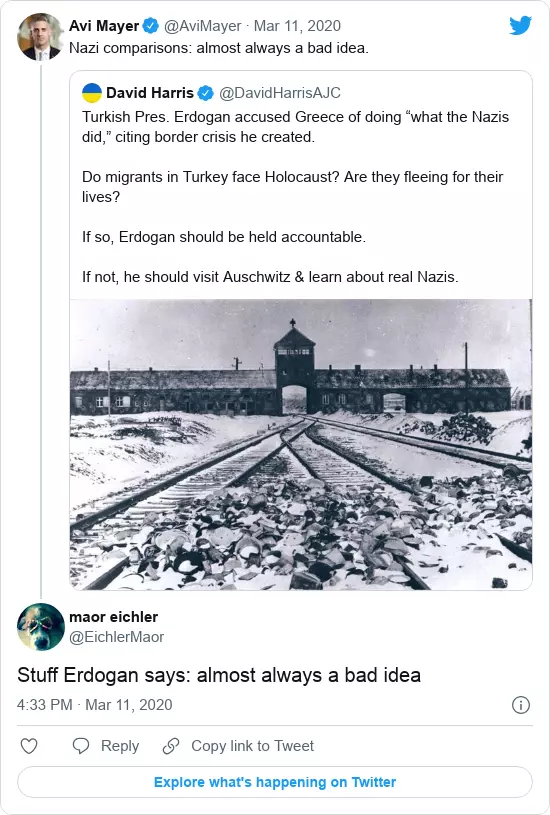 Avi Mayer @AviMayer · Mar 11, 2020
Nazi comparisons: almost always a bad idea.
David Harris @DavidHarrisAJC
Turkish Pres. Erdogan accused Greece of doing “what the Nazis
did,” citing border crisis he created.
Do migrants in Turkey face Holocaust? Are they fleeing for their
lives?
If so, Erdogan should be held accountable.
If not, he should visit Auschwitz & learn about real Nazis.
maor eichler
@EichlerMaor
Stuff Erdogan says: almost always a bad idea
4:33 PM · Mar 11, 2020
Reply Copy link to Tweet
Explore what's happening on Twitter